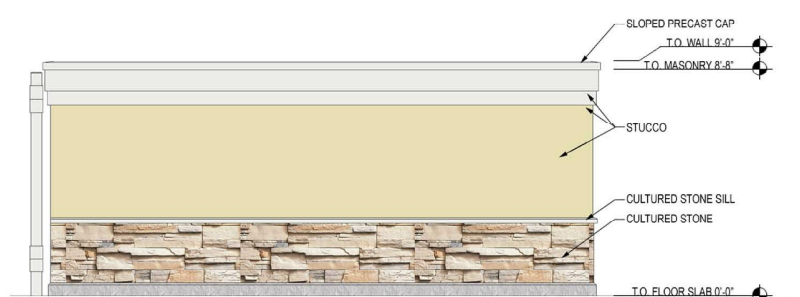 SLOPED PRECAST CAP
T.O. WALL 9'-0"
T.O. MASONRY 8'-8"
STUCCO
CULTURED STONE SILL
CULTURED STONE
T.O. FLOOR SLAB 0'-0"